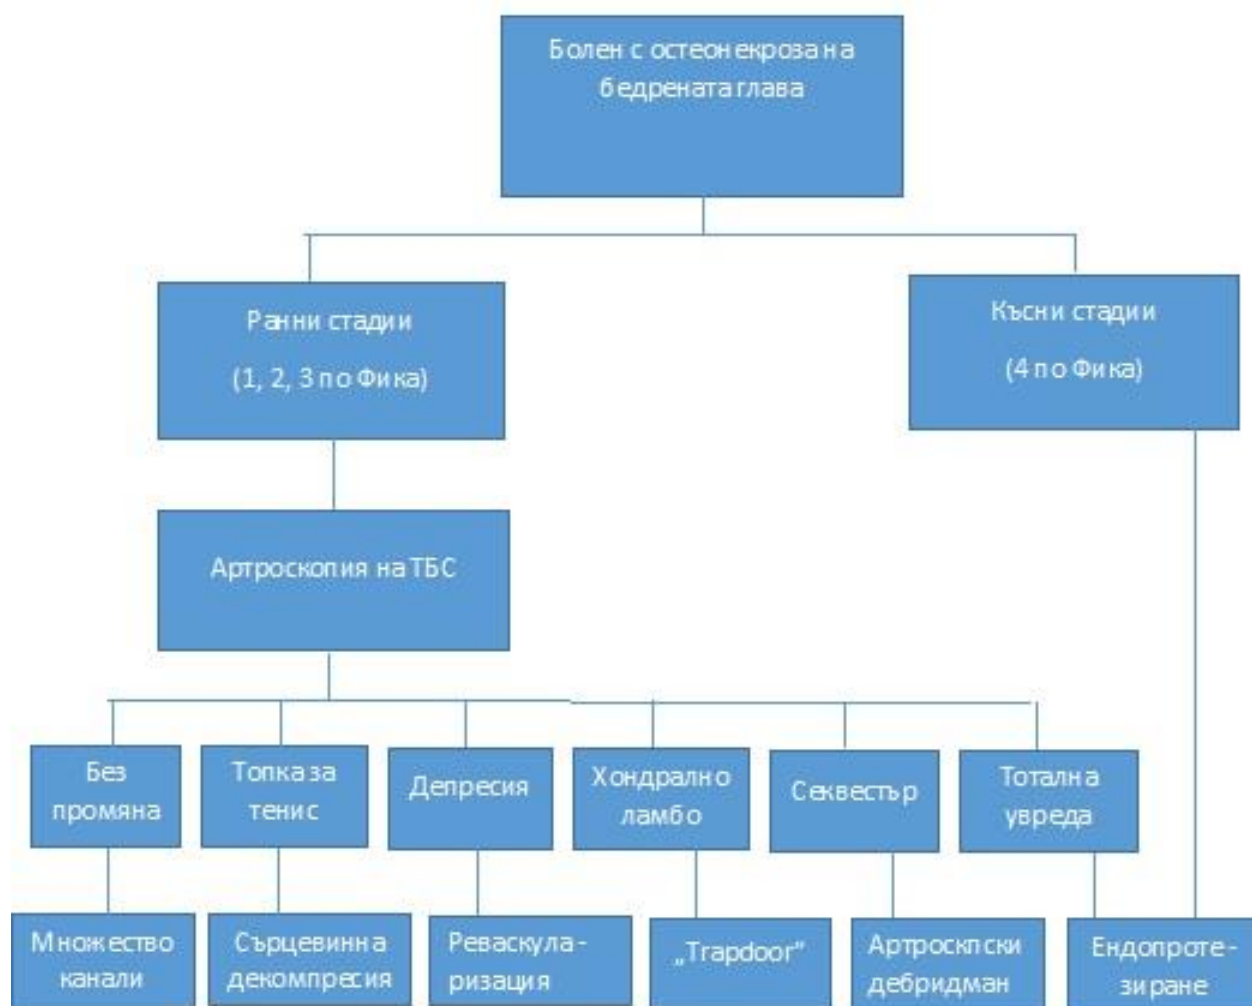 Болен с остеонекроза на
бедрената глава
Ранни стадии
(1, 2, 3 по Фика)
Късни стадии
(4 по Фика)
Артроскопия на ТБС
Без
промяна
Топка за
тенис
Депресия
Хондрално
ламбо
Секвестър
Тотална
увреда
Множество
канали
Сърцевинна
декомпресия
Реваскула-
ризация
„Trapdoor”
Артроскпски
дебридман
Ендопроте-
зиране